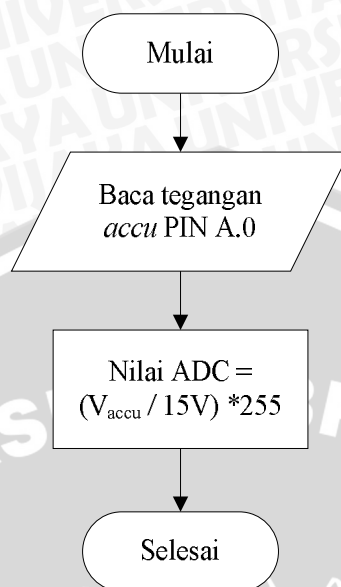 Mulai
Baca tegangan
accu PIN A.0
Nilai ADC =
(Vaccu / 15V) *255
Selesai